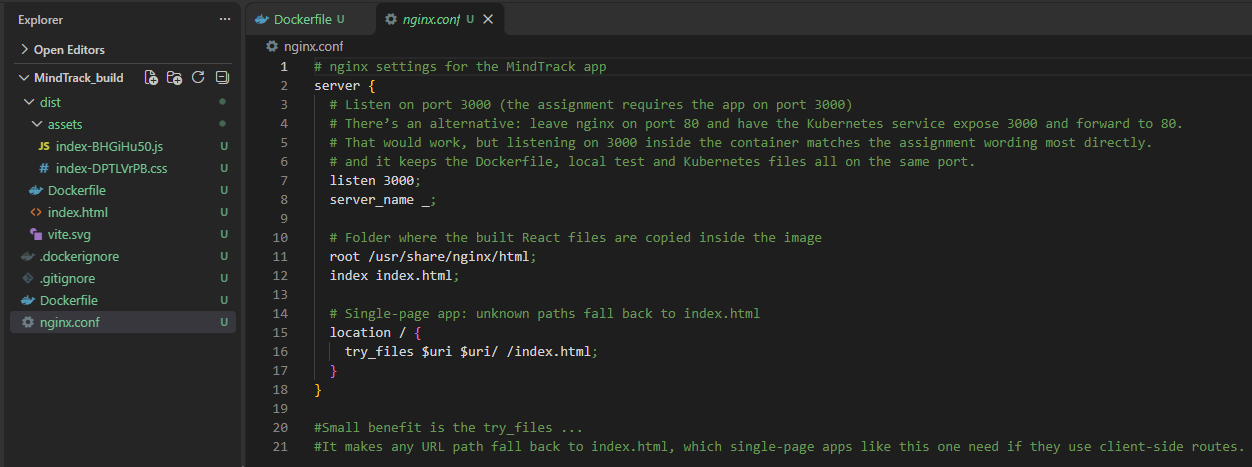 Explorer
Open Editors
MindTrack_build
dist
assets
JS index-BHGiHu50.js U
# index-DPTLVrPB.css U
Dockerfile U
<> index.html U
vite.svg U
.dockerignore U
.gitignore U
Dockerfile U
nginx.conf U
Dockerfile U
nginx.conf U
nginx.conf
1 # nginx settings for the MindTrack app
2 server {
3 # Listen on port 3000 (the assignment requires the app on port 3000)
4 # There’s an alternative: leave nginx on port 80 and have the Kubernetes service expose 3000 and forward to 80.
5 # That would work, but listening on 3000 inside the container matches the assignment wording most directly.
6 # and it keeps the Dockerfile, local test and Kubernetes files all on the same port.
7 listen 3000;
8 server_name _;
9
10 # Folder where the built React files are copied inside the image
11 root /usr/share/nginx/html;
12 index index.html;
13
14 # Single-page app: unknown paths fall back to index.html
15 location / {
16 try_files $uri $uri/ /index.html;
17 }
18 }
19
20 #Small benefit is the try_files ...
21 #It makes any URL path fall back to index.html, which single-page apps like this one need if they use client-side routes.